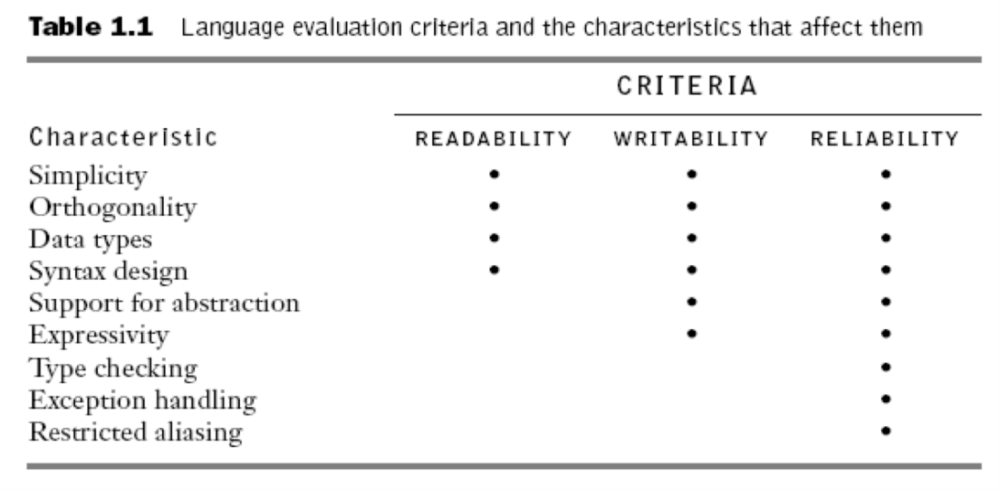 Table 1.1 Language evaluation criteria and the characteristics that affect them
CRITERIA
Characteristic READABILITY WRITABILITY RELIABILITY
Simplicity • • •
Orthogonality • • •
Data types • • •
Syntax design • • •
Support for abstraction • •
Expressivity • •
Type checking •
Exception handling •
Restricted aliasing •